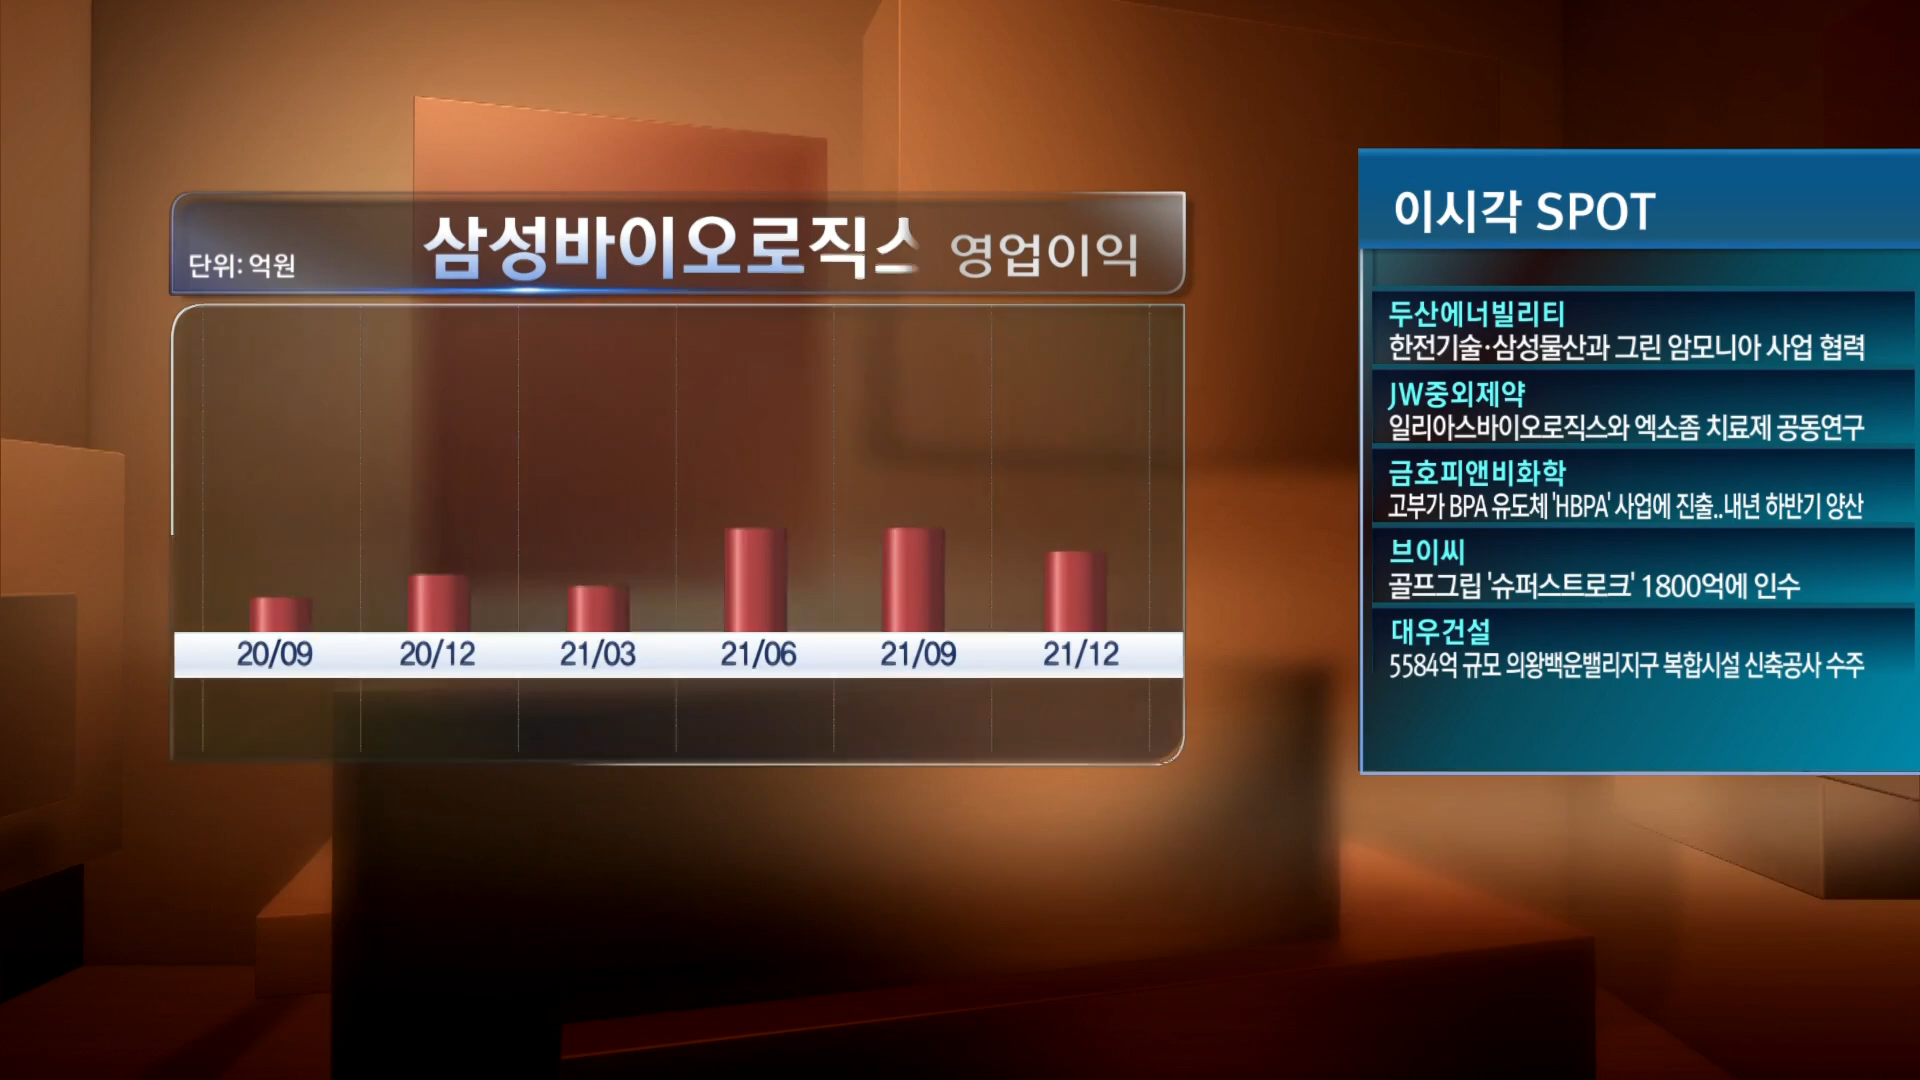 단위: 억원
삼성바이오로직스 영업이익
20/09 20/12 21/03 21/06 21/09 21/12
이시각 SPOT
두산에너빌리티
한전기술·삼성물산과 그린 암모니아 사업 협력
JW중외제약
일리아스바이오로직스와 엑소좀 치료제 공동연구
금호피앤비화학
고부가 BPA 유도체 'HBPA' 사업에 진출..내년 하반기 양산
브이씨
골프그립 '슈퍼스트로크' 1800억에 인수
대우건설
5584억 규모 의왕백운밸리지구 복합시설 신축공사 수주